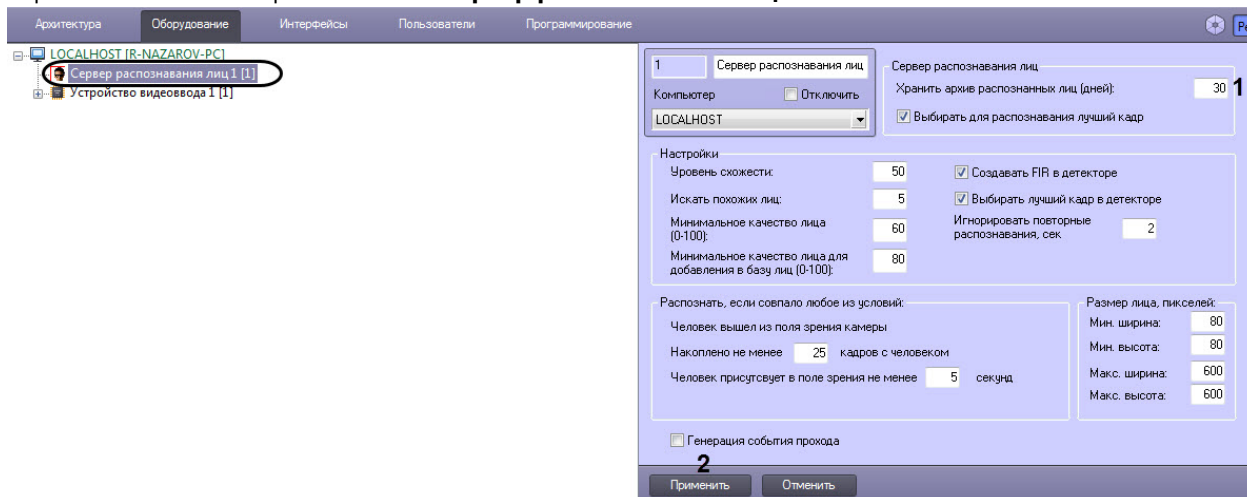 Архитектура Оборудование Интерфейсы Пользователи Программирование
LOCALHOST [R-NAZAROV-PC]
Сервер распознавания лиц 1 [1]
Устройство видеоввода 1 [1]
1 Сервер распознавания лиц
Компьютер Отключить
LOCALHOST
Сервер распознавания лиц
Хранить архив распознанных лиц (дней): 30 1
Выбирать для распознавания лучший кадр
Настройки
Уровень схожести: 50
Создавать FIR в детекторе
Искать похожих лиц: 5
Выбирать лучший кадр в детекторе
Минимальное качество лица
(0-100): 60
Игнорировать повторные
распознавания, сек 2
Минимальное качество лица для
добавления в базу лиц (0-100): 80
Распознать, если совпало любое из условий:
Человек вышел из поля зрения камеры
Накоплено не менее 25 кадров с человеком
Человек присутсвует в поле зрения не менее 5 секунд
Размер лица, пикселей:
Мин. ширина: 80
Мин. высота: 80
Макс. ширина: 600
Макс. высота: 600
Генерация события прохода
2
Применить Отменить